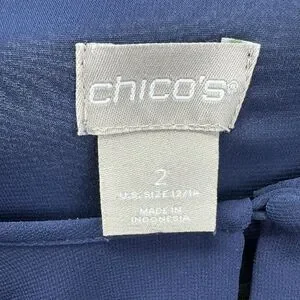 chico's®
2
U.S. SIZE 12/14
MADE IN
INDONESIA